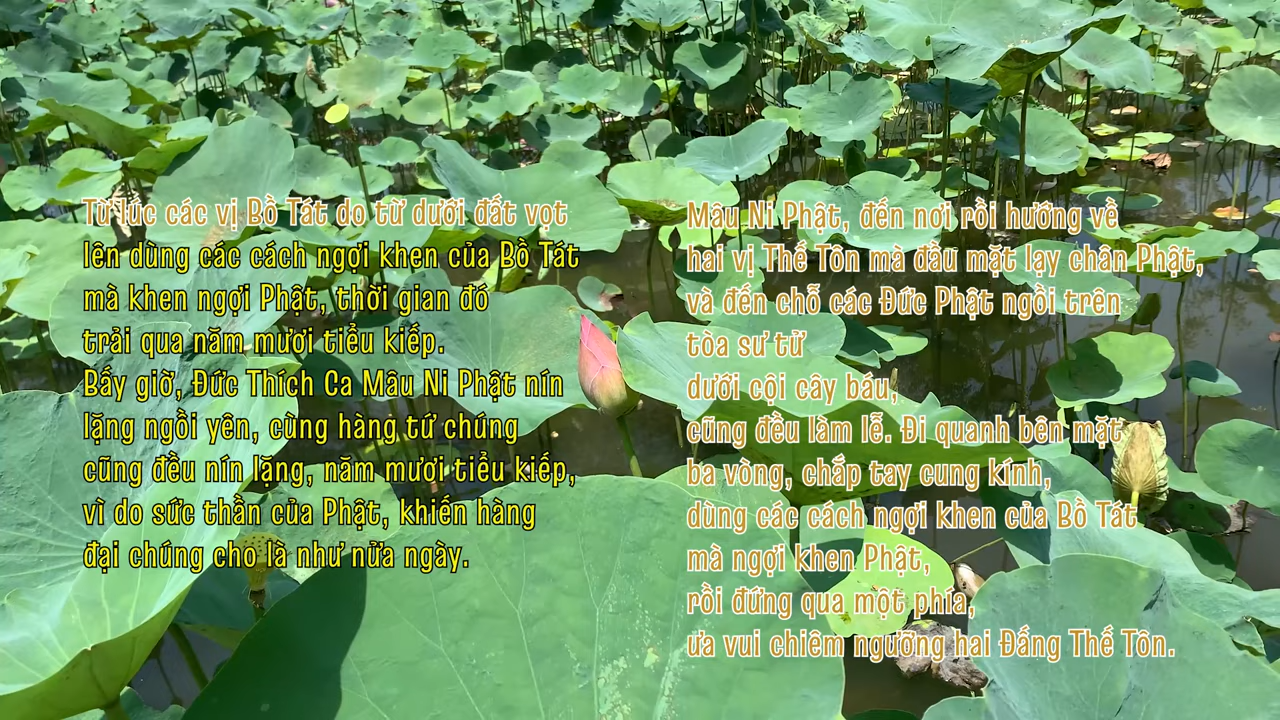 Từ lúc các vị Bồ Tát do từ dưới đất vọt
lên dùng các cách ngợi khen của Bồ Tát
mà khen ngợi Phật, thời gian đó
trải qua năm mươi tiểu kiếp.
Bấy giờ, Đức Thích Ca Mâu Ni Phật nín
lặng ngồi yên, cùng hàng tứ chúng
cũng đều nín lặng, năm mươi tiểu kiếp,
vì do sức thần của Phật, khiến hàng
đại chúng cho là như nửa ngày.
Mâu Ni Phật, đến nơi rồi hướng về
hai vị Thế Tôn mà đầu mặt lạy chân Phật,
và đến chỗ các Đức Phật ngồi trên
tòa sư tử
dưới cội cây báu,
cũng đều làm lễ. Đi quanh bên mặt
ba vòng, chắp tay cung kính,
dùng các cách ngợi khen của Bồ Tát
mà ngợi khen Phật,
rồi đứng qua một phía,
ưa vui chiêm ngưỡng hai Đấng Thế Tôn.